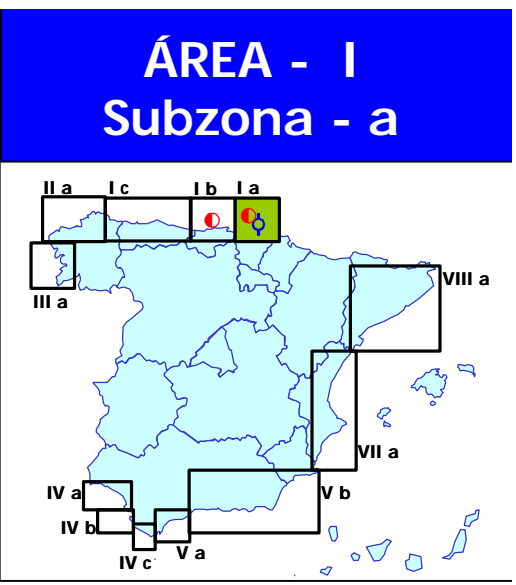 ÁREA - I
Subzona - a
II a
I c
I b
I a
III a
VIII a
VII a
IV a
V b
IV b
V a
IV c